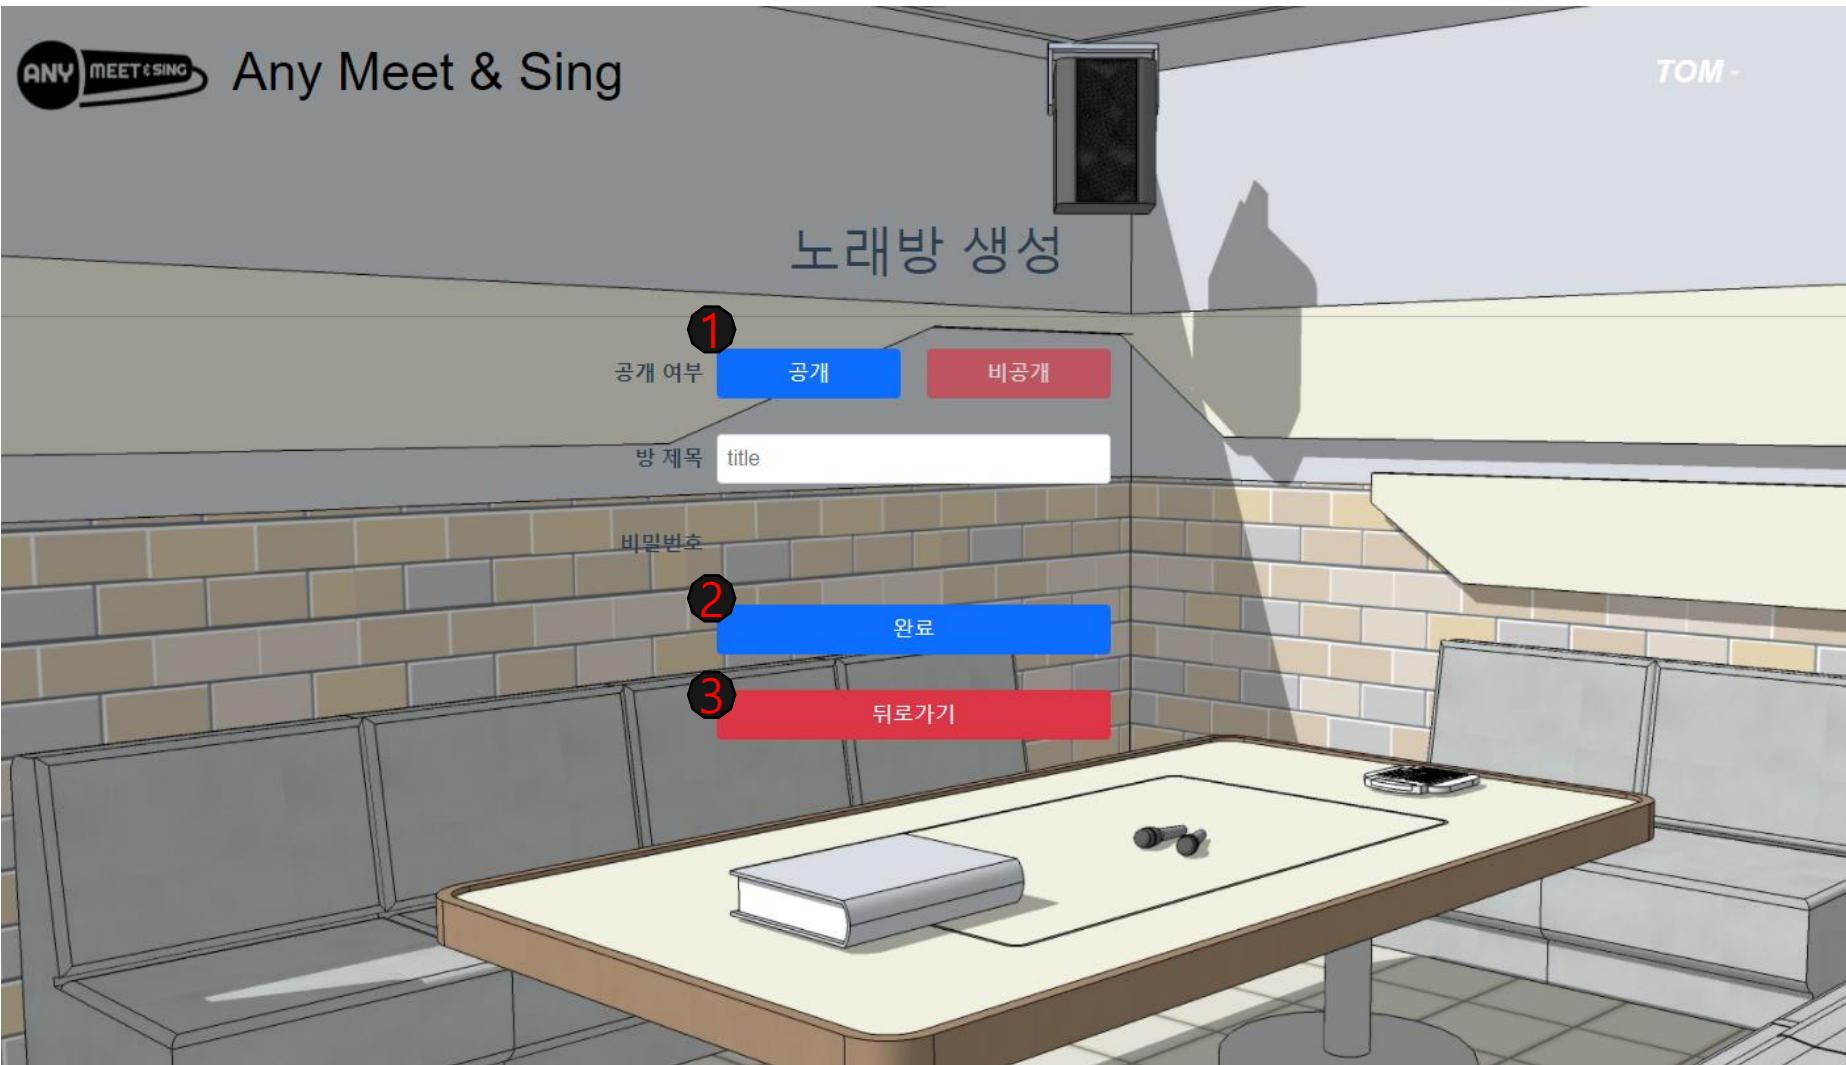 ANY MEET & SING Any Meet & Sing
TOM
노래방 생성
1
공개 여부 공개 비공개
방 제목 title
비밀번호
2
완료
3
뒤로가기